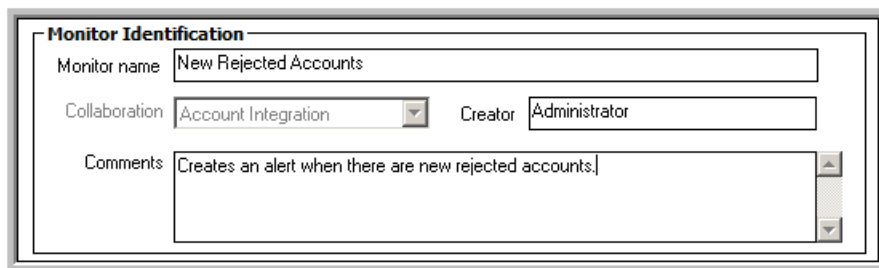 Monitor Identification
Monitor name New Rejected Accounts
Collaboration Account Integration Creator Administrator
Comments Creates an alert when there are new rejected accounts.